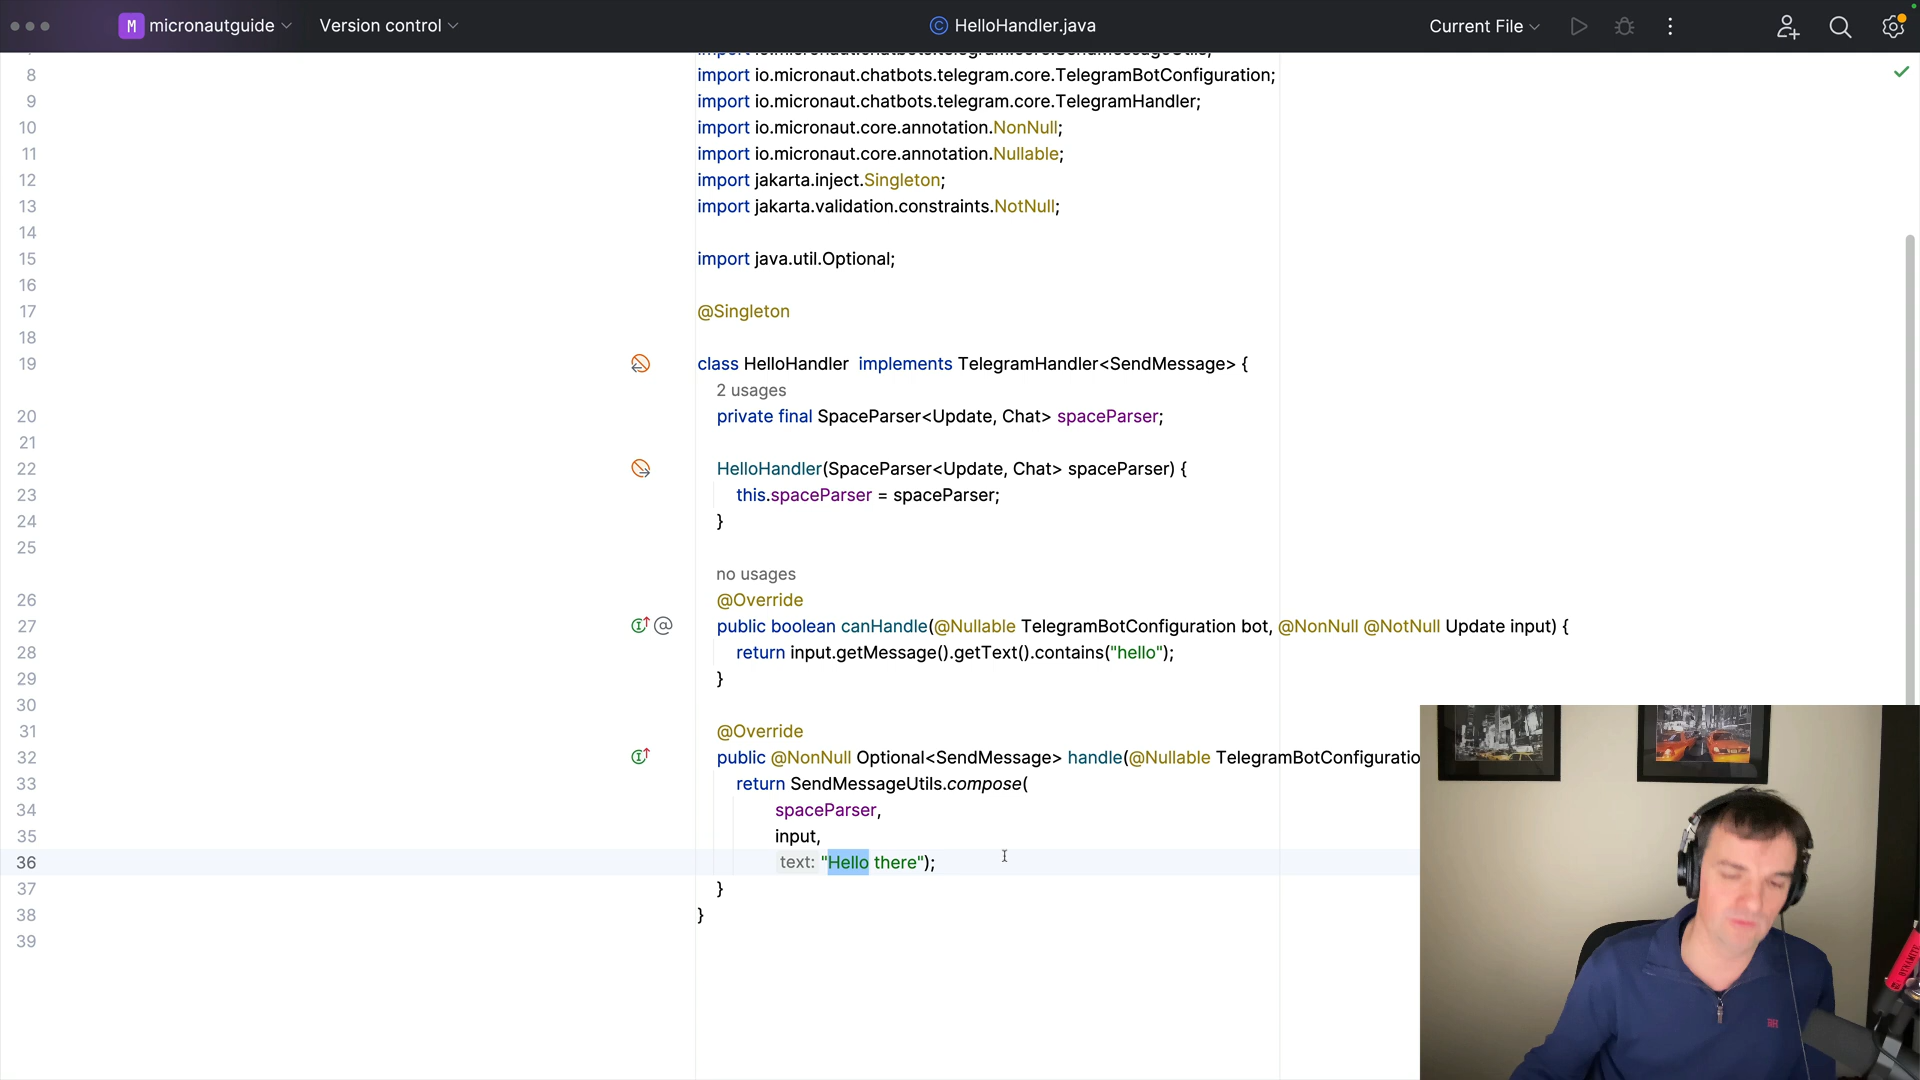 M micronautguide Version control HelloHandler.java Current File
8 import io.micronaut.chatbots.telegram.core.TelegramBotConfiguration;
9 import io.micronaut.chatbots.telegram.core.TelegramHandler;
10 import io.micronaut.core.annotation.NonNull;
11 import io.micronaut.core.annotation.Nullable;
12 import jakarta.inject.Singleton;
13 import jakarta.validation.constraints.NotNull;
14
15 import java.util.Optional;
16
17 @Singleton
18
19 class HelloHandler  implements TelegramHandler<SendMessage> {
2 usages
20 private final SpaceParser<Update, Chat> spaceParser;
21
22 HelloHandler(SpaceParser<Update, Chat> spaceParser) {
23 this.spaceParser = spaceParser;
24 }
25
no usages
26 @Override
27 public boolean canHandle(@Nullable TelegramBotConfiguration bot, @NonNull @NotNull Update input) {
28 return input.getMessage().getText().contains("hello");
29 }
30
31 @Override
32 public @NonNull Optional<SendMessage> handle(@Nullable TelegramBotConfiguratio
33 return SendMessageUtils.compose(
34 spaceParser,
35 input,
36 text: "Hello there");
37 }
38 }
39